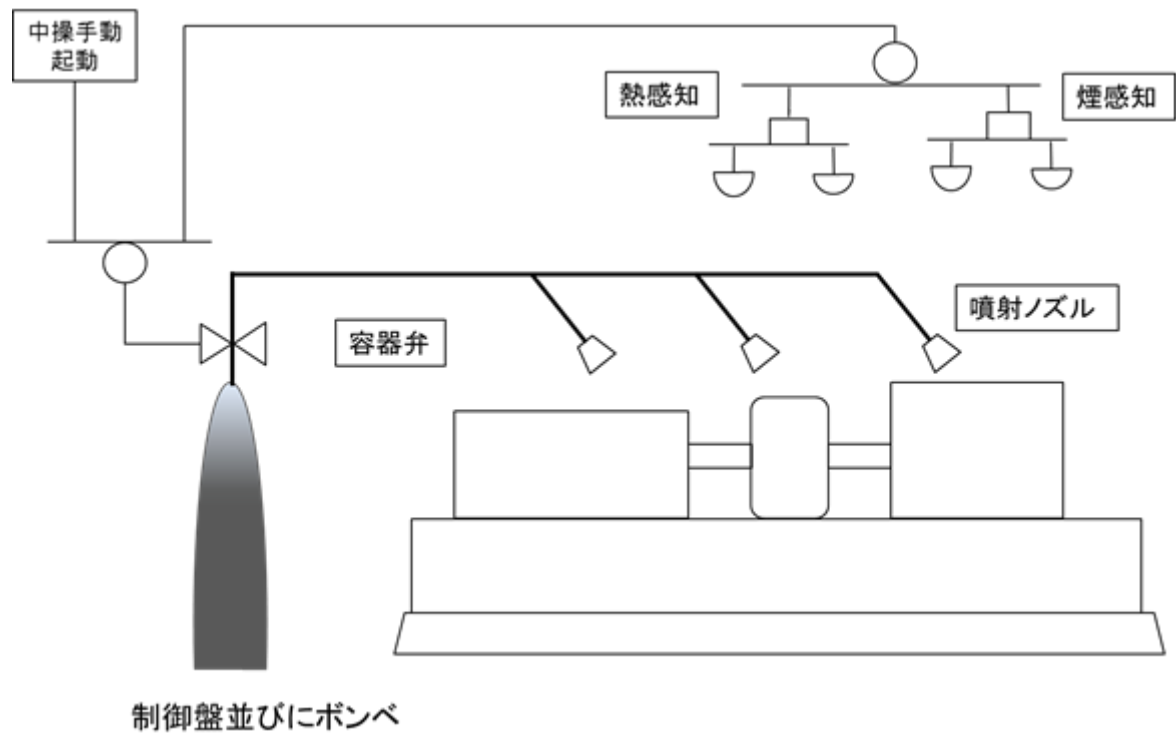 中操手動
起動
熱感知
煙感知
噴射ノズル
容器弁
制御盤並びにボンベ